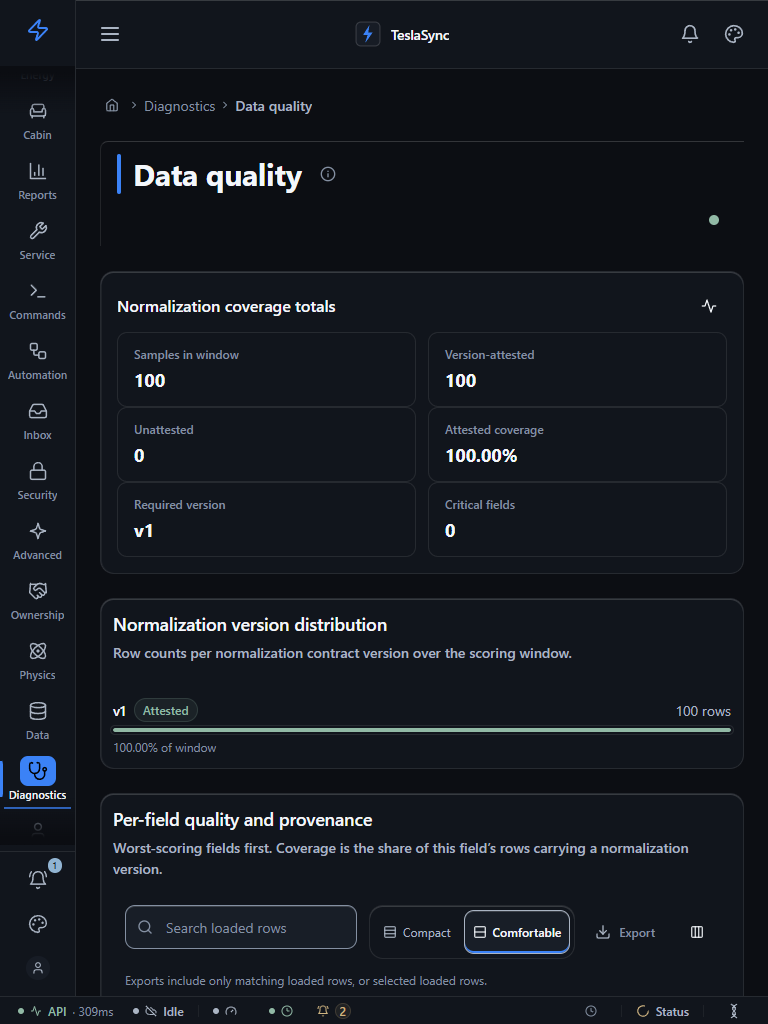 TeslaSync
Energy
Cabin
Reports
Service
Commands
Automation
Inbox
Security
Advanced
Ownership
Physics
Data
Diagnostics
1
Diagnostics > Data quality
Data quality
Normalization coverage totals
Samples in window
100
Version-attested
100
Unattested
0
Attested coverage
100.00%
Required version
v1
Critical fields
0
Normalization version distribution
Row counts per normalization contract version over the scoring window.
v1 Attested 100 rows
100.00% of window
Per-field quality and provenance
Worst-scoring fields first. Coverage is the share of this field's rows carrying a normalization
version.
Search loaded rows Compact Comfortable Export
Exports include only matching loaded rows, or selected loaded rows.
API · 309ms Idle 2 Status